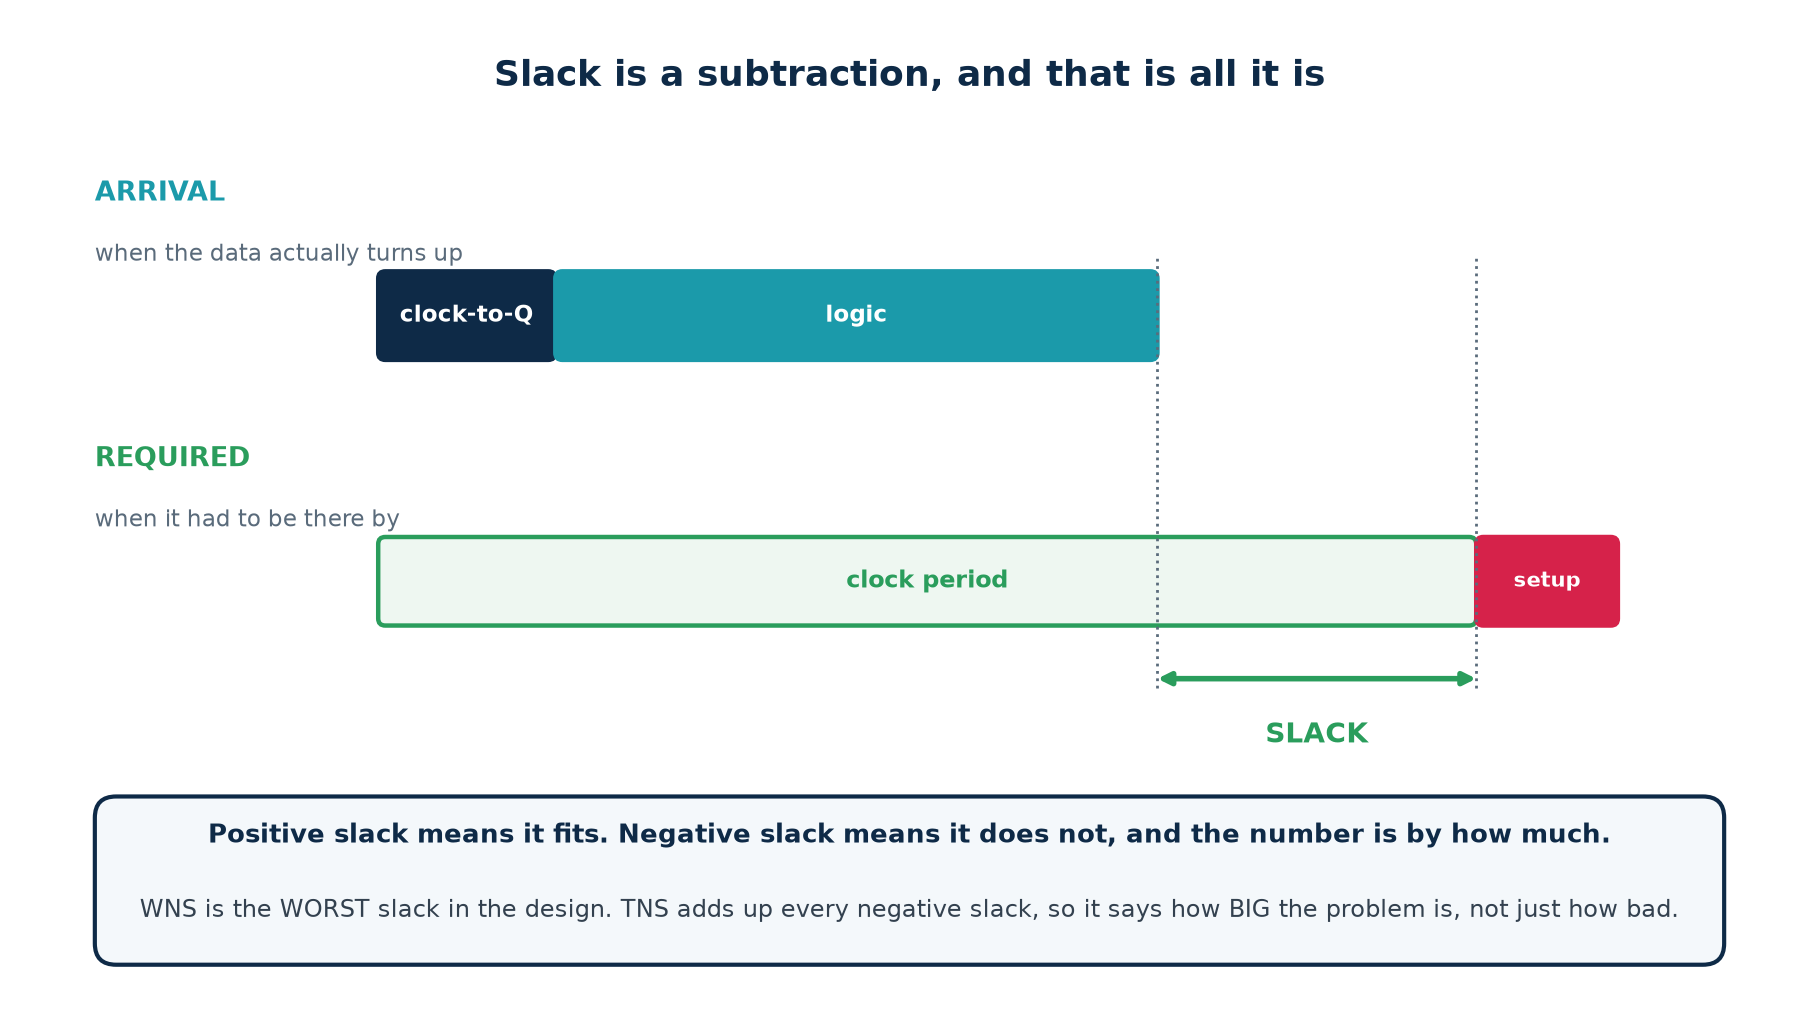 Slack is a subtraction, and that is all it is
ARRIVAL
when the data actually turns up
clock-to-Q
logic
REQUIRED
when it had to be there by
clock period
setup
SLACK
Positive slack means it fits. Negative slack means it does not, and the number is by how much.
WNS is the WORST slack in the design. TNS adds up every negative slack, so it says how BIG the problem is, not just how bad.